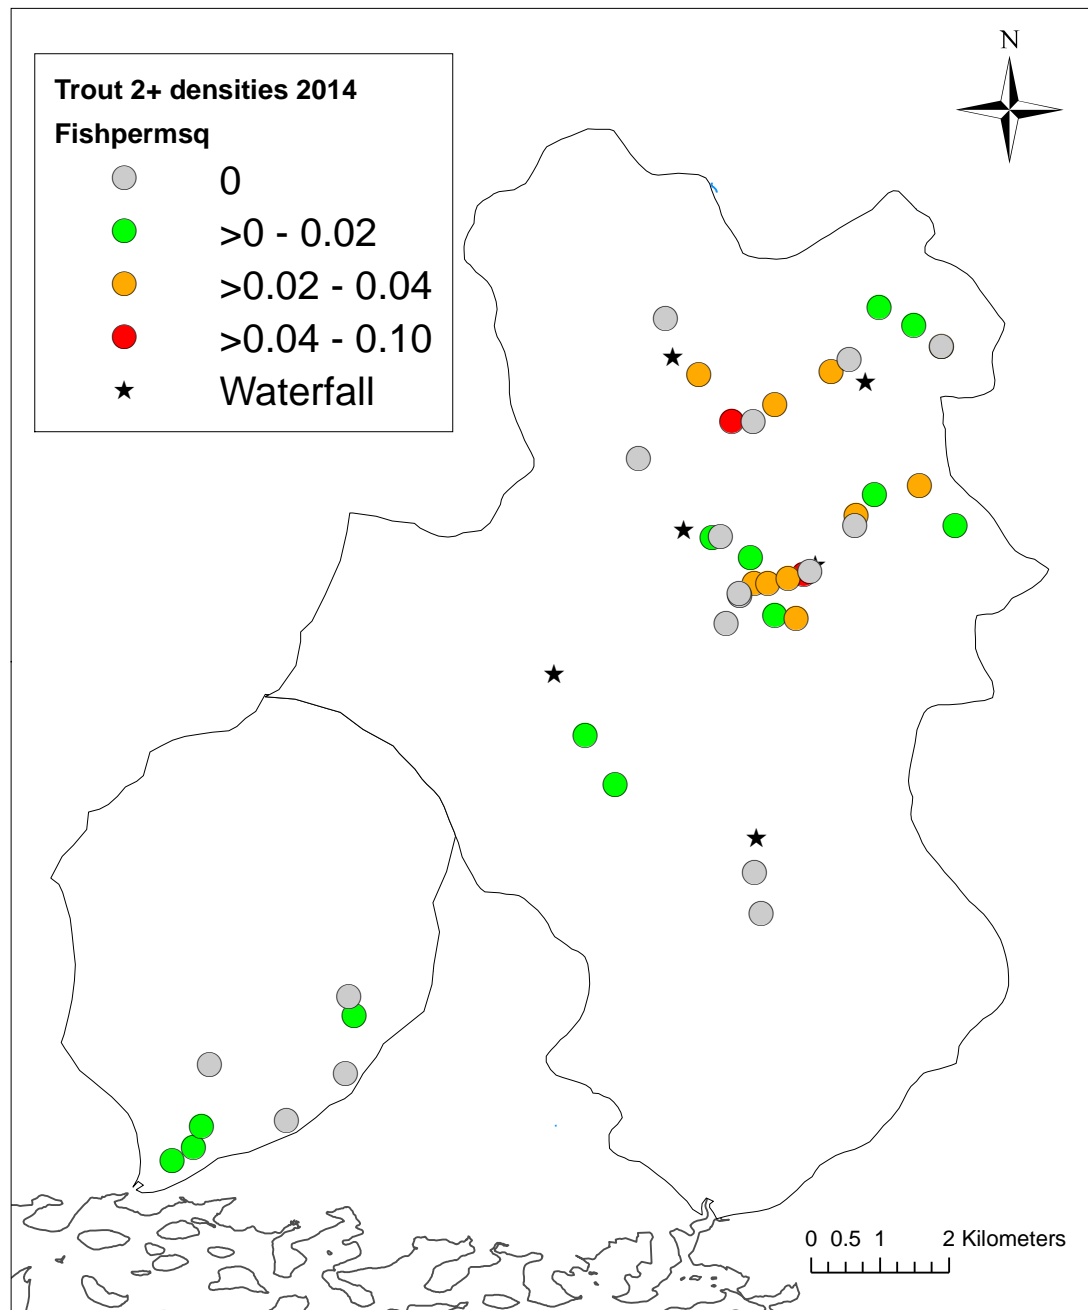 N
Trout 2+ densities 2014
Fishpermsq
0
>0 - 0.02
>0.02 - 0.04
>0.04 - 0.10
Waterfall
0 0.5 1 2 Kilometers